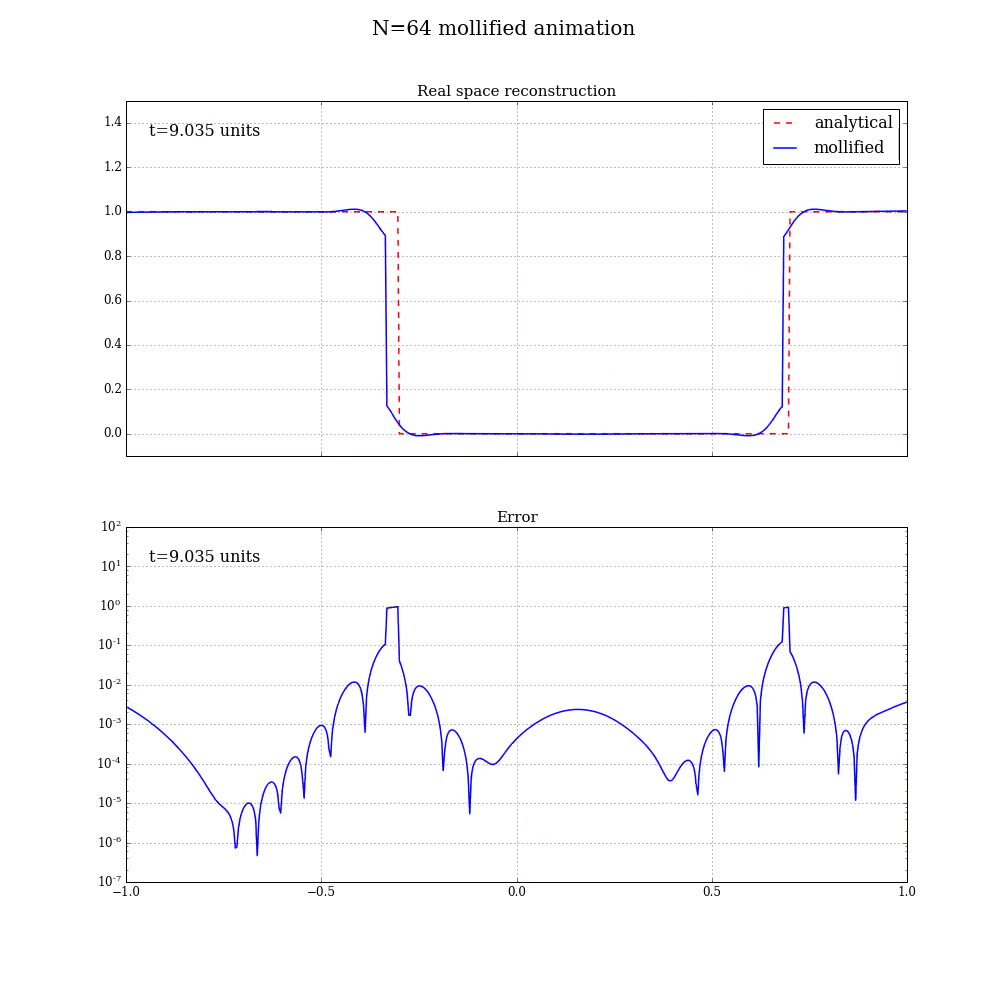 N=64 mollified animation
Real space reconstruction
t=9.035 units
analytical
mollified
1.4
1.2
1.0
0.8
0.6
0.4
0.2
0.0
Error
t=9.035 units
10²
10¹
10⁰
10⁻¹
10⁻²
10⁻³
10⁻⁴
10⁻⁵
10⁻⁶
10⁻⁷
−1.0 −0.5 0.0 0.5 1.0